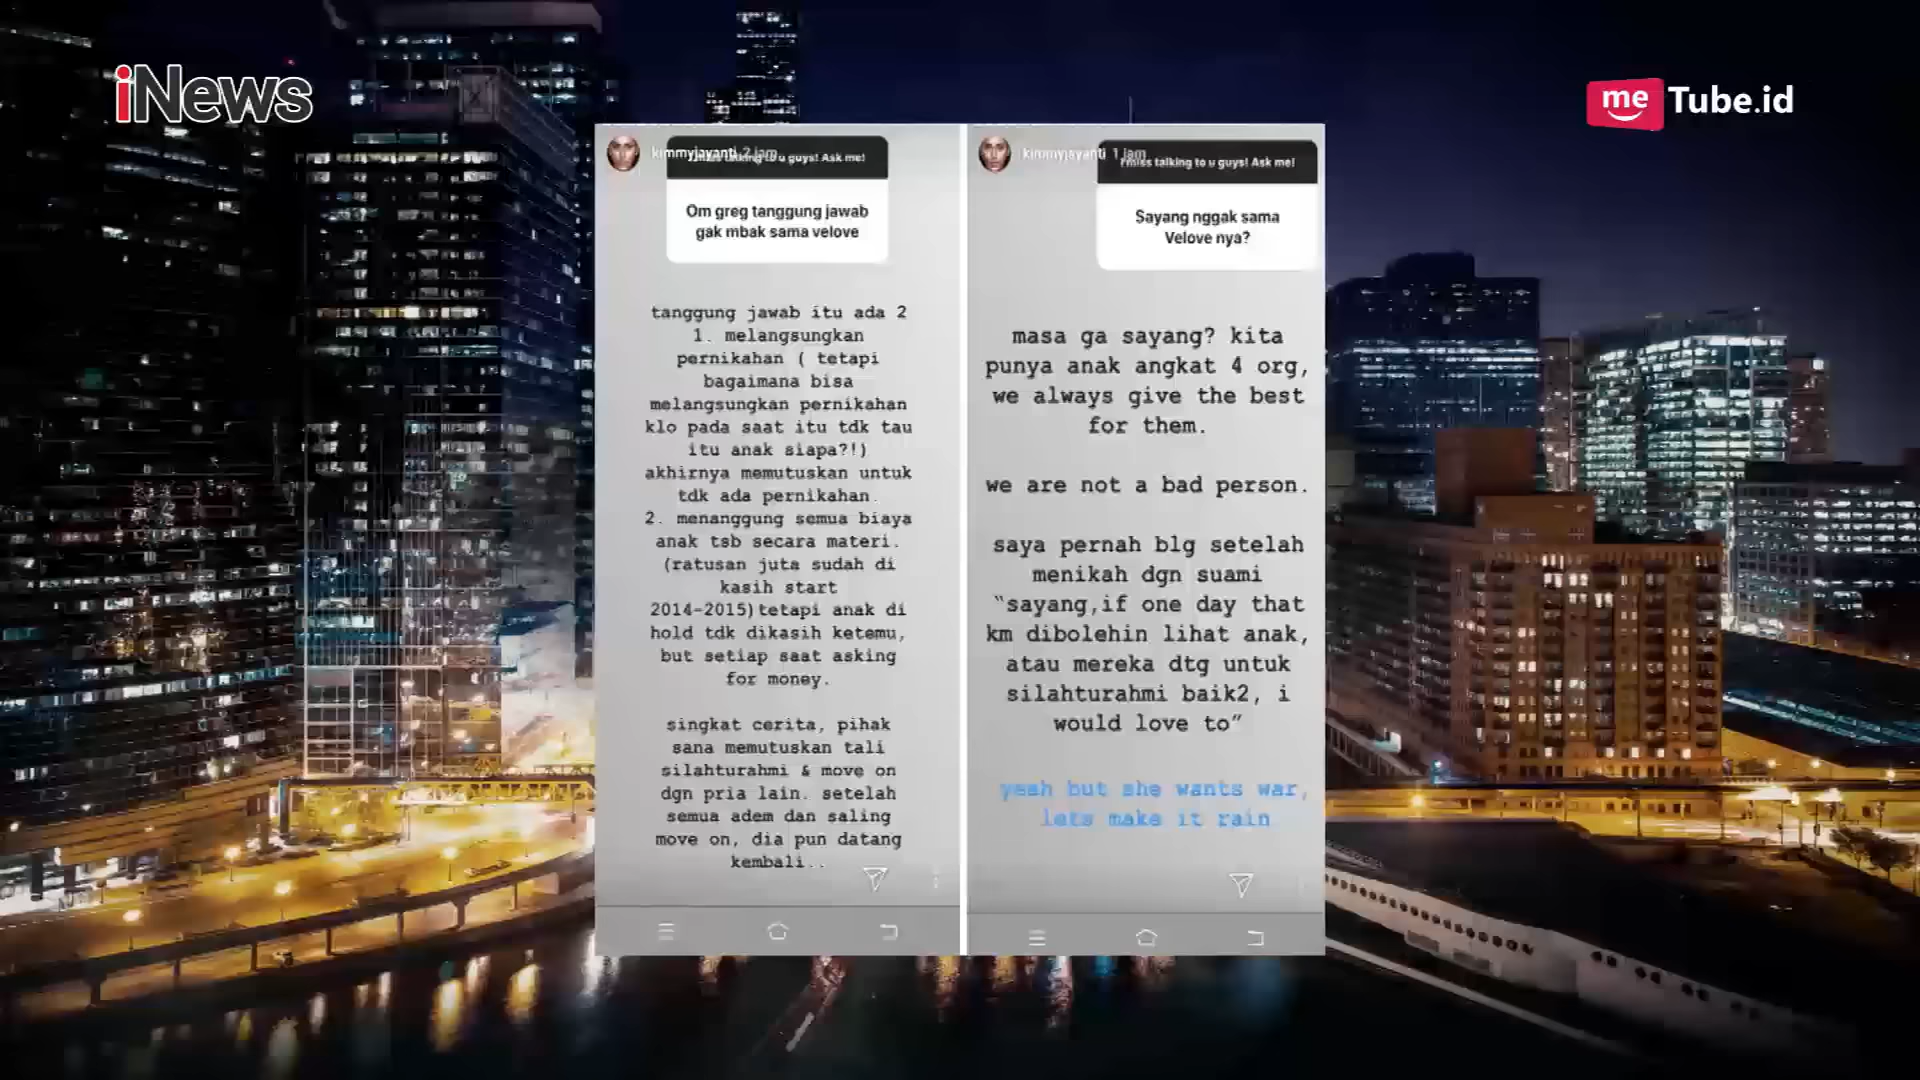 iNews
me Tube.id
kimmyjayanti 2 jam
I miss talking to u guys! Ask me!
Om greg tanggung jawab
gak mbak sama velove
tanggung jawab itu ada 2
1. melangsungkan
pernikahan ( tetapi
bagaimana bisa
melangsungkan pernikahan
klo pada saat itu tdk tau
itu anak siapa?!)
akhirnya memutuskan untuk
tdk ada pernikahan.
2. menanggung semua biaya
anak tsb secara materi.
(ratusan juta sudah di
kasih start
2014-2015)tetapi anak di
hold tdk dikasih ketemu,
but setiap saat asking
for money.
singkat cerita, pihak
sana memutuskan tali
silahturahmi & move on
dgn pria lain. setelah
semua adem dan saling
move on, dia pun datang
kembali..
kimmyjayanti 1 jam
I miss talking to u guys! Ask me!
Sayang nggak sama
Velove nya?
masa ga sayang? kita
punya anak angkat 4 org,
we always give the best
for them.
we are not a bad person.
saya pernah blg setelah
menikah dgn suami
"sayang,if one day that
km dibolehin lihat anak,
atau mereka dtg untuk
silahturahmi baik2, i
would love to"
yeah but she wants war,
lets make it rain